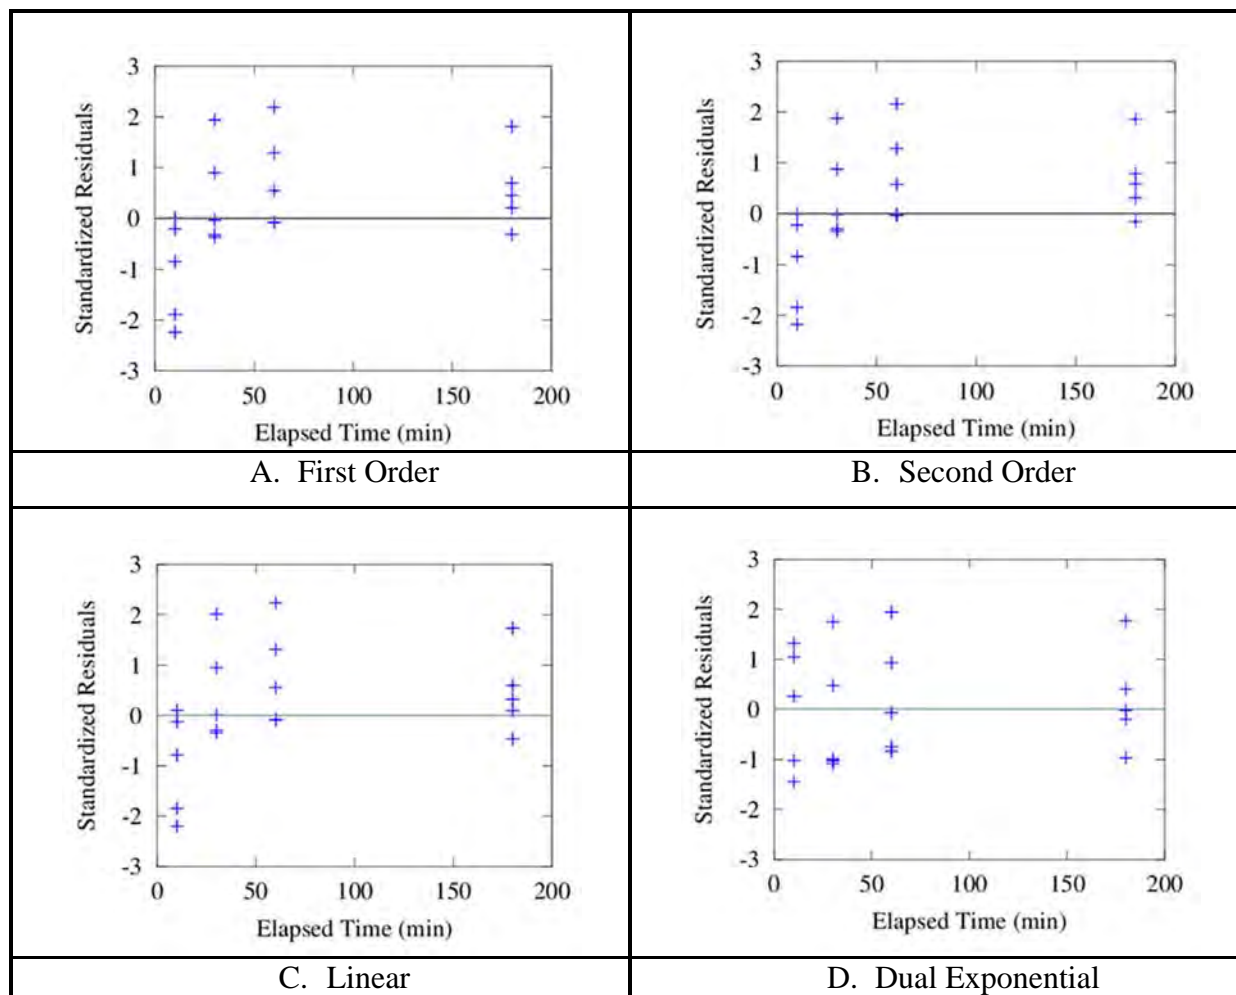 3
2
1
0
-1
-2
-3
Standardized Residuals
0 50 100 150 200
Elapsed Time (min)
A. First Order
3
2
1
0
-1
-2
-3
Standardized Residuals
0 50 100 150 200
Elapsed Time (min)
B. Second Order
3
2
1
0
-1
-2
-3
Standardized Residuals
0 50 100 150 200
Elapsed Time (min)
C. Linear
3
2
1
0
-1
-2
-3
Standardized Residuals
0 50 100 150 200
Elapsed Time (min)
D. Dual Exponential